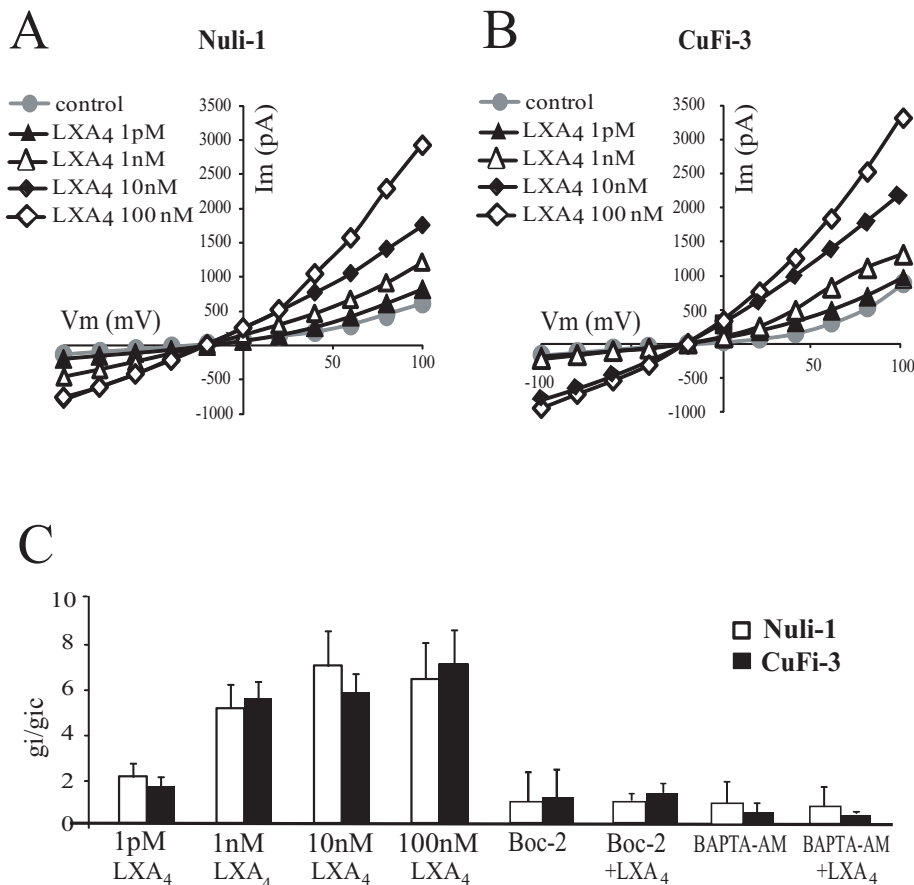 A
Nuli-1
control
LXA4 1pM
LXA4 1nM
LXA4 10nM
LXA4 100 nM
Im (pA)
3500
3000
2500
2000
1500
1000
500
-500
-1000
Vm (mV)
50
100
B
CuFi-3
control
LXA4 1pM
LXA4 1nM
LXA4 10nM
LXA4 100 nM
Im (pA)
3500
3000
2500
2000
1500
1000
500
-500
-1000
Vm (mV)
-100
50
100
C
gi/gic
10
8
6
4
2
0
Nuli-1
CuFi-3
1pM
LXA4
1nM
LXA4
10nM
LXA4
100nM
LXA4
Boc-2
Boc-2
+LXA4
BAPTA-AM
BAPTA-AM
+LXA4